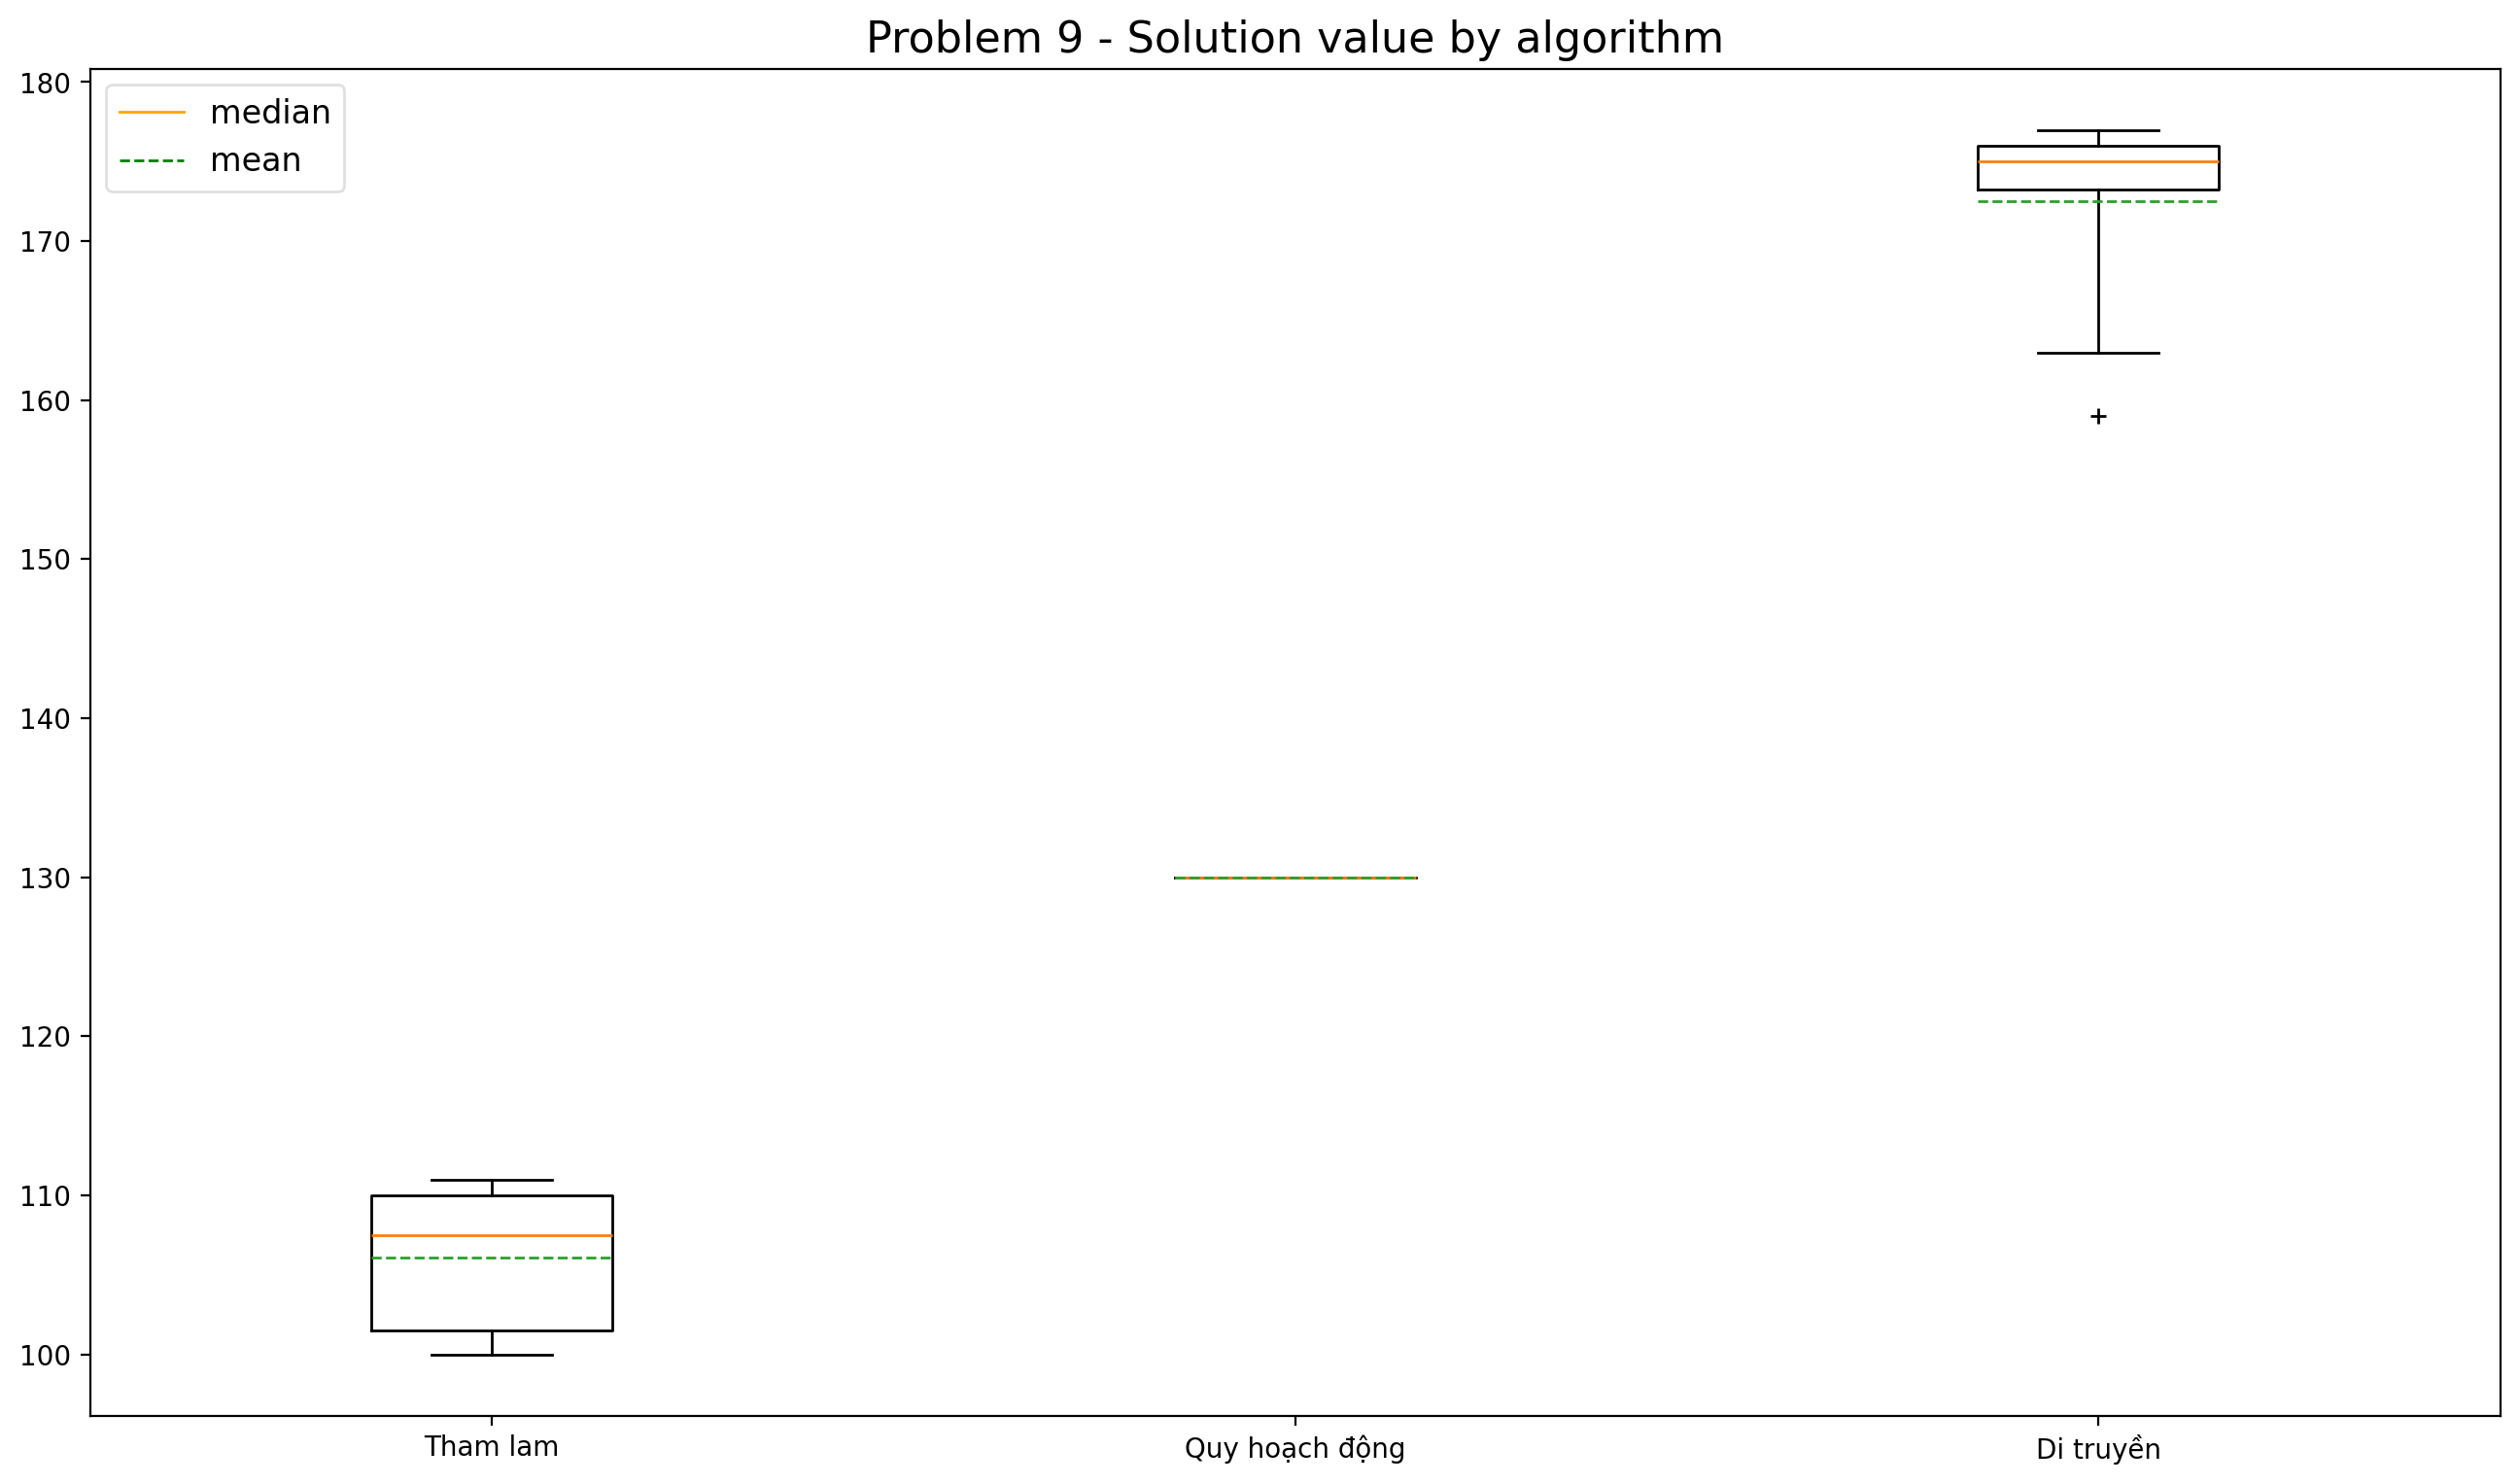 Problem 9 - Solution value by algorithm
median
mean
180
170
160
150
140
130
120
110
100
Tham lam
Quy hoạch động
Di truyền